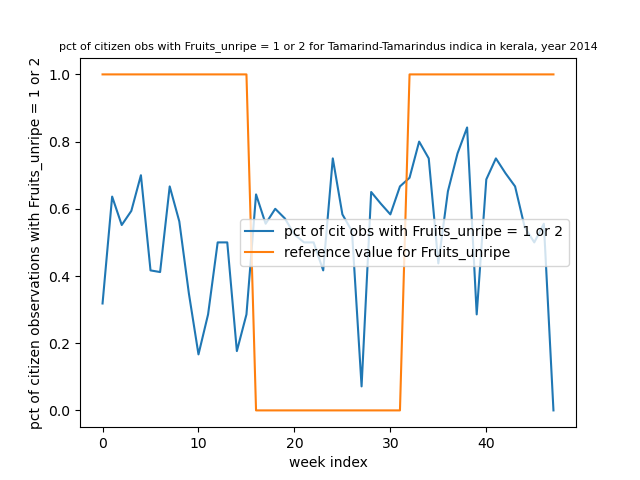 pct of citizen obs with Fruits_unripe = 1 or 2 for Tamarind-Tamarindus indica in kerala, year 2014
pct of citizen observations with Fruits_unripe = 1 or 2
1.0
0.8
0.6
0.4
0.2
0.0
pct of cit obs with Fruits_unripe = 1 or 2
reference value for Fruits_unripe
0 10 20 30 40
week index